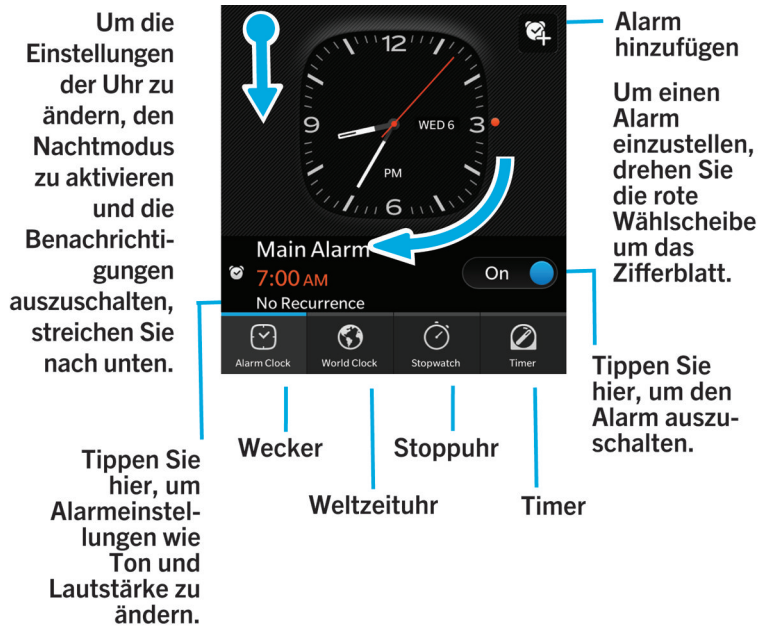 Um die
Einstellungen
der Uhr zu
ändern, den
Nachtmodus
zu aktivieren
und die
Benachrichti-
gungen
auszuschalten,
streichen Sie
nach unten.
12
9
WED 6
3
PM
6
Main Alarm
7:00 AM
No Recurrence
On
Alarm Clock
World Clock
Stopwatch
Timer
Alarm
hinzufügen
Um einen
Alarm
einzustellen,
drehen Sie
die rote
Wählscheibe
um das
Zifferblatt.
Tippen Sie
hier, um den
Alarm auszu-
schalten.
Wecker
Stoppuhr
Weltzeituhr
Timer
Tippen Sie
hier, um
Alarmeinstel-
lungen wie
Ton und
Lautstärke zu
ändern.